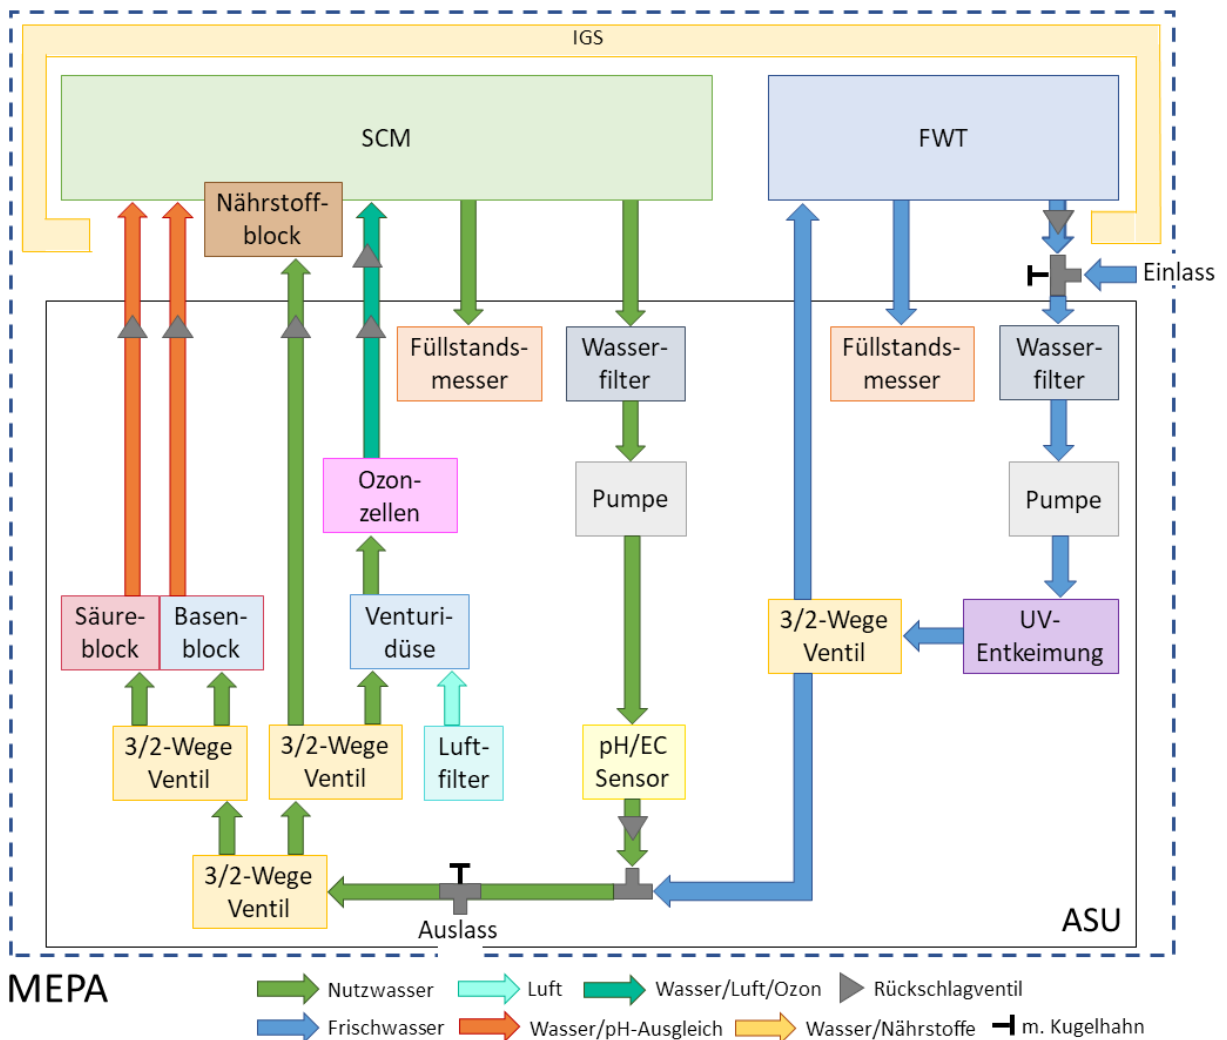 IGS
SCM
FWT
Nährstoff-
block
Einlass
Füllstands-
messer
Wasser-
filter
Füllstands-
messer
Wasser-
filter
Ozon-
zellen
Pumpe
Pumpe
Säure-
block
Basen-
block
Venturi-
düse
3/2-Wege
Ventil
UV-
Entkeimung
3/2-Wege
Ventil
3/2-Wege
Ventil
Luft-
filter
pH/EC
Sensor
3/2-Wege
Ventil
Auslass
ASU
MEPA
Nutzwasser
Luft
Wasser/Luft/Ozon
Rückschlagventil
Frischwasser
Wasser/pH-Ausgleich
Wasser/Nährstoffe
m. Kugelhahn